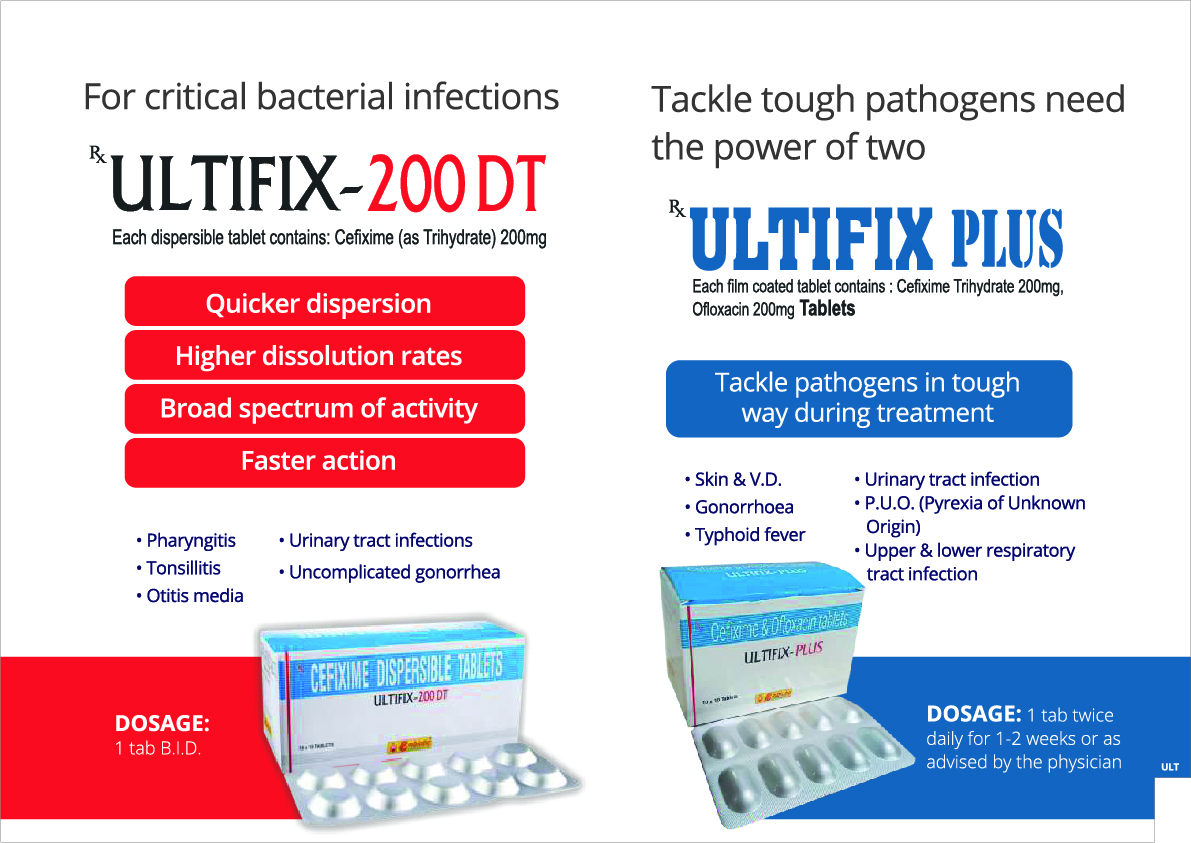 For critical bacterial infections
Rx ULTIFIX-200 DT
Each dispersible tablet contains: Cefixime (as Trihydrate) 200mg
Quicker dispersion
Higher dissolution rates
Broad spectrum of activity
Faster action
• Pharyngitis
• Tonsillitis
• Otitis media
• Urinary tract infections
• Uncomplicated gonorrhea
CEFIXIME DISPERSIBLE TABLETS
ULTIFIX-200 DT
10 x 10 TABLETS
DOSAGE:
1 tab B.I.D.
Tackle tough pathogens need
the power of two
Rx ULTIFIX PLUS
Each film coated tablet contains : Cefixime Trihydrate 200mg,
Ofloxacin 200mg Tablets
Tackle pathogens in tough
way during treatment
• Skin & V.D.
• Gonorrhoea
• Typhoid fever
• Urinary tract infection
• P.U.O. (Pyrexia of Unknown
Origin)
• Upper & lower respiratory
tract infection
ULTIFIX-PLUS
Cefixime & Ofloxacin tablets
ULTIFIX-PLUS
10 x 10 Tablets
DOSAGE: 1 tab twice
daily for 1-2 weeks or as
advised by the physician
ULT